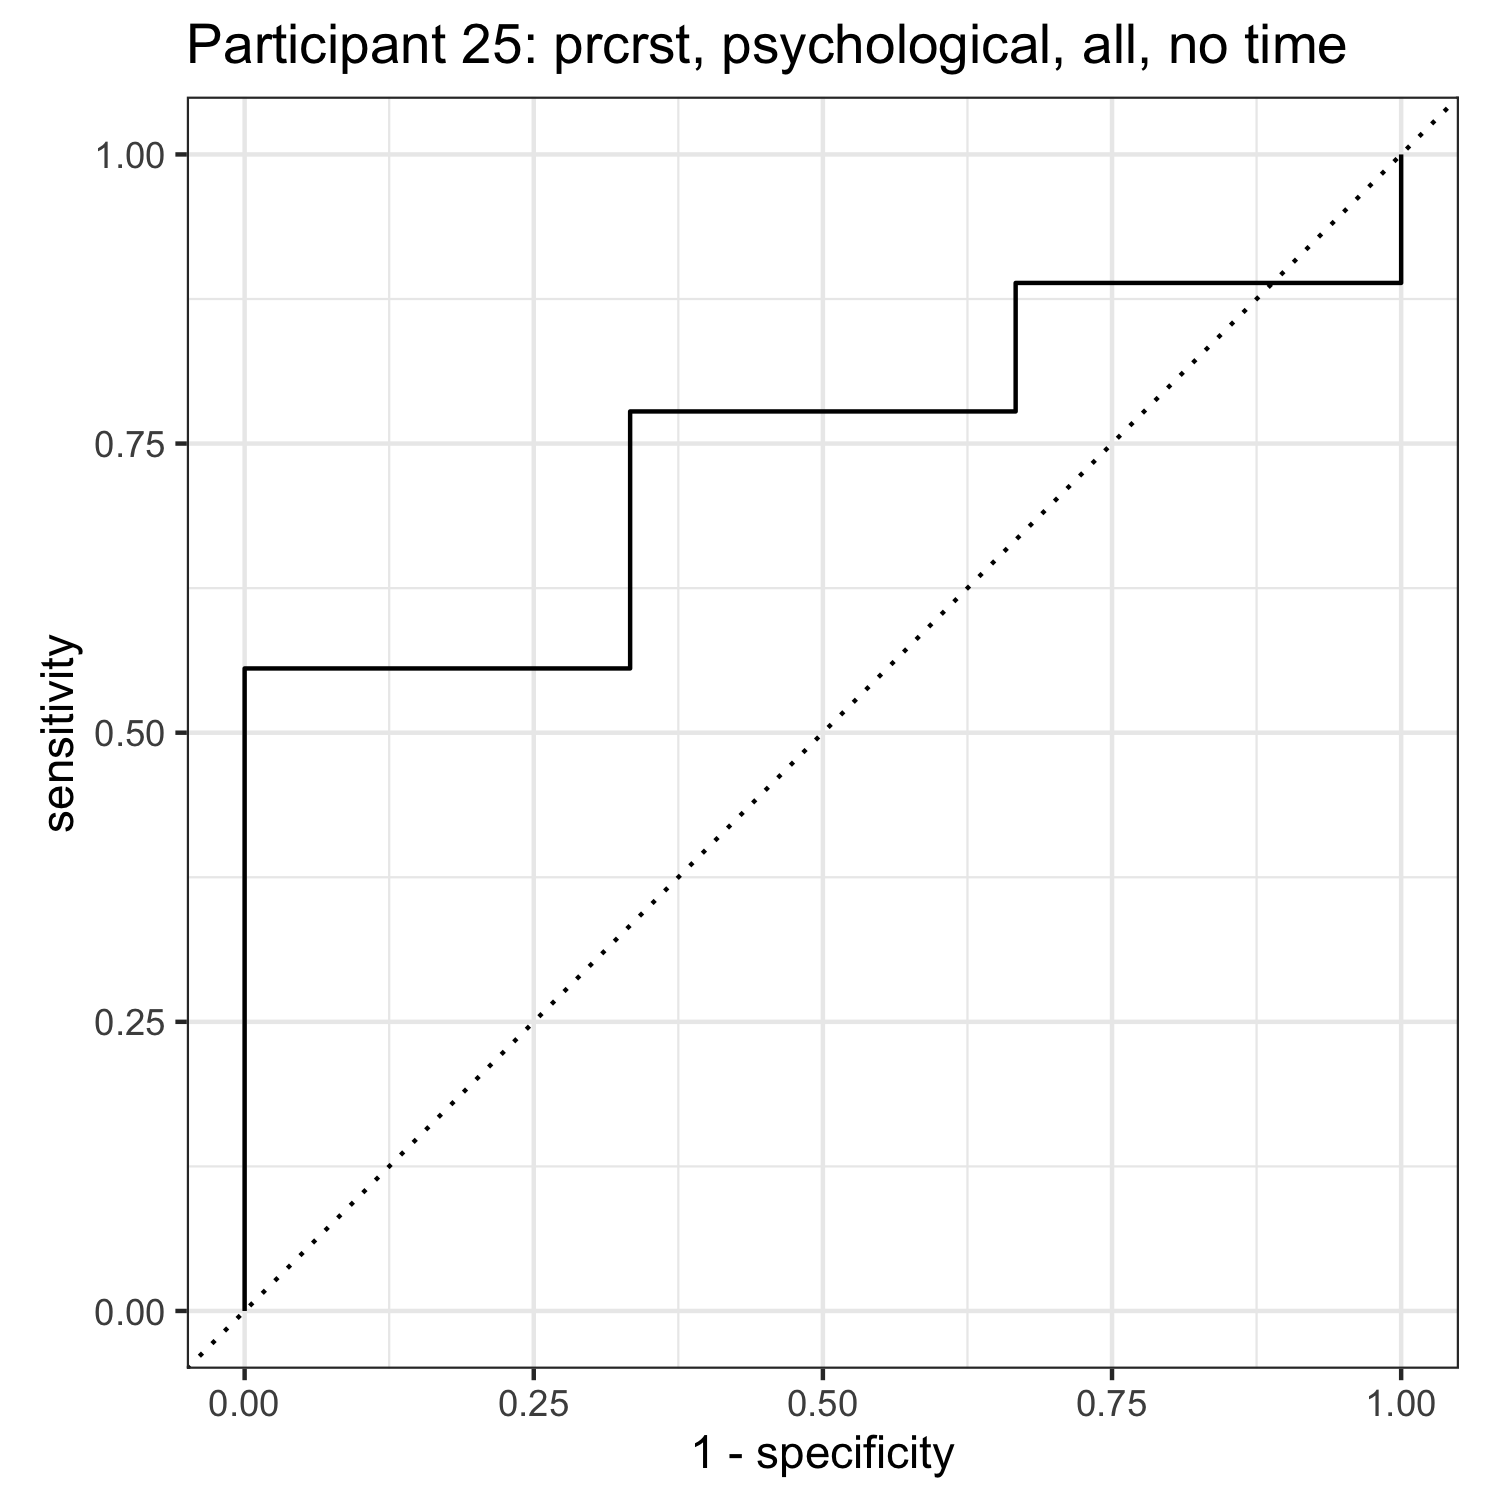 Participant 25: prcrst, psychological, all, no time
1.00
0.75
0.50
0.25
0.00
sensitivity
0.00 0.25 0.50 0.75 1.00
1 - specificity